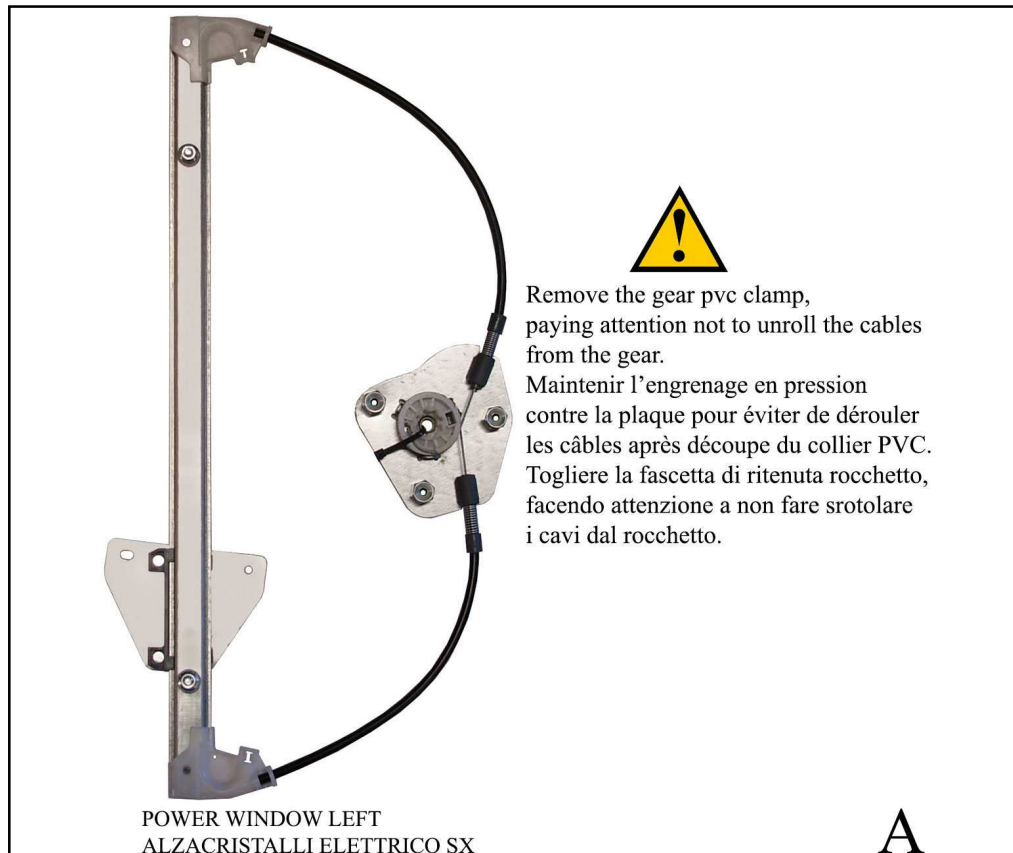 T
Remove the gear pvc clamp,
paying attention not to unroll the cables
from the gear.
Maintenir l’engrenage en pression
contre la plaque pour éviter de dérouler
les câbles après découpe du collier PVC.
Togliere la fascetta di ritenuta rocchetto,
facendo attenzione a non fare srotolare
i cavi dal rocchetto.
I
POWER WINDOW LEFT
ALZACRISTALLI ELETTRICO SX
A